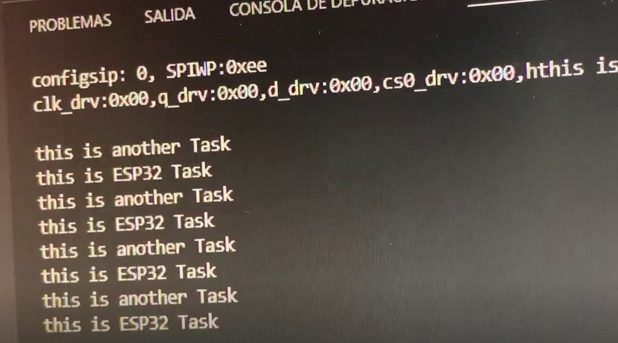 PROBLEMAS SALIDA CONSOLA DE
configsip: 0, SPIWP:0xee
clk_drv:0x00,q_drv:0x00,d_drv:0x00,cs0_drv:0x00,hthis is
this is another Task
this is ESP32 Task
this is another Task
this is ESP32 Task
this is another Task
this is ESP32 Task
this is another Task
this is ESP32 Task